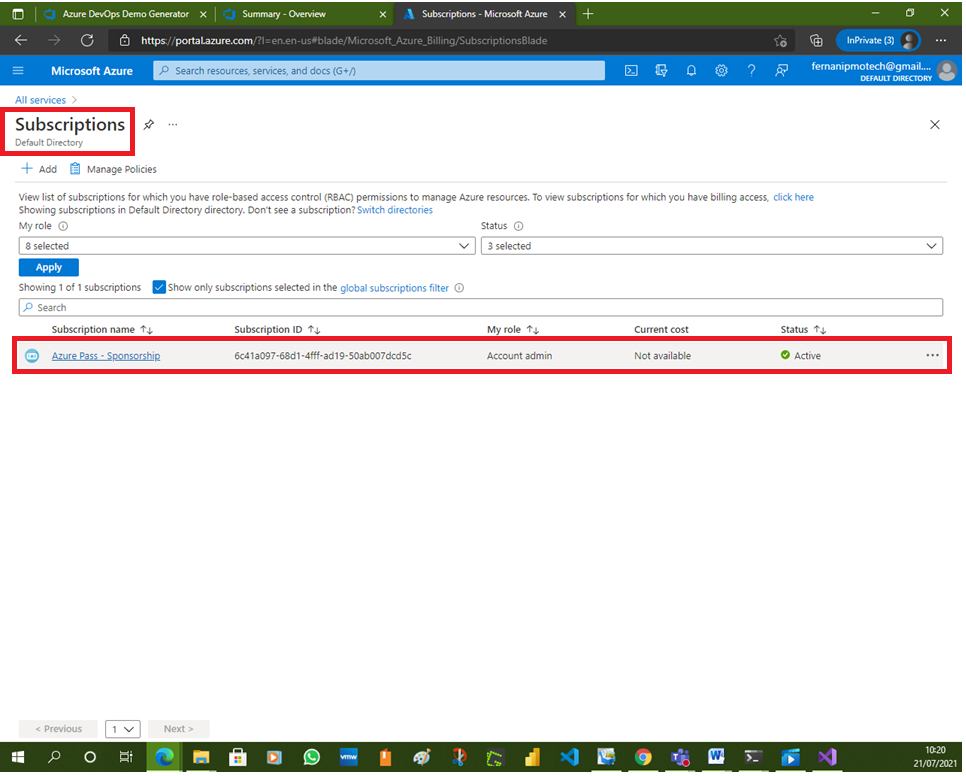 Azure DevOps Demo Generator
Summary - Overview
Subscriptions - Microsoft Azure
https://portal.azure.com/?l=en.en-us#blade/Microsoft_Azure_Billing/SubscriptionsBlade
InPrivate (3)
Microsoft Azure
Search resources, services, and docs (G+/)
fernanipmotech@gmail....
DEFAULT DIRECTORY
All services >
Subscriptions
Default Directory
+ Add
Manage Policies
View list of subscriptions for which you have role-based access control (RBAC) permissions to manage Azure resources. To view subscriptions for which you have billing access, click here
Showing subscriptions in Default Directory directory. Don't see a subscription? Switch directories
My role
Status
8 selected
3 selected
Apply
Showing 1 of 1 subscriptions
Show only subscriptions selected in the global subscriptions filter
Search
Subscription name ↑↓ Subscription ID ↑↓ My role ↑↓ Current cost Status ↑↓
Azure Pass - Sponsorship 6c41a097-68d1-4fff-ad19-50ab007dcd5c Account admin Not available Active ...
< Previous 1 Next >
vmw
10:20
21/07/2021